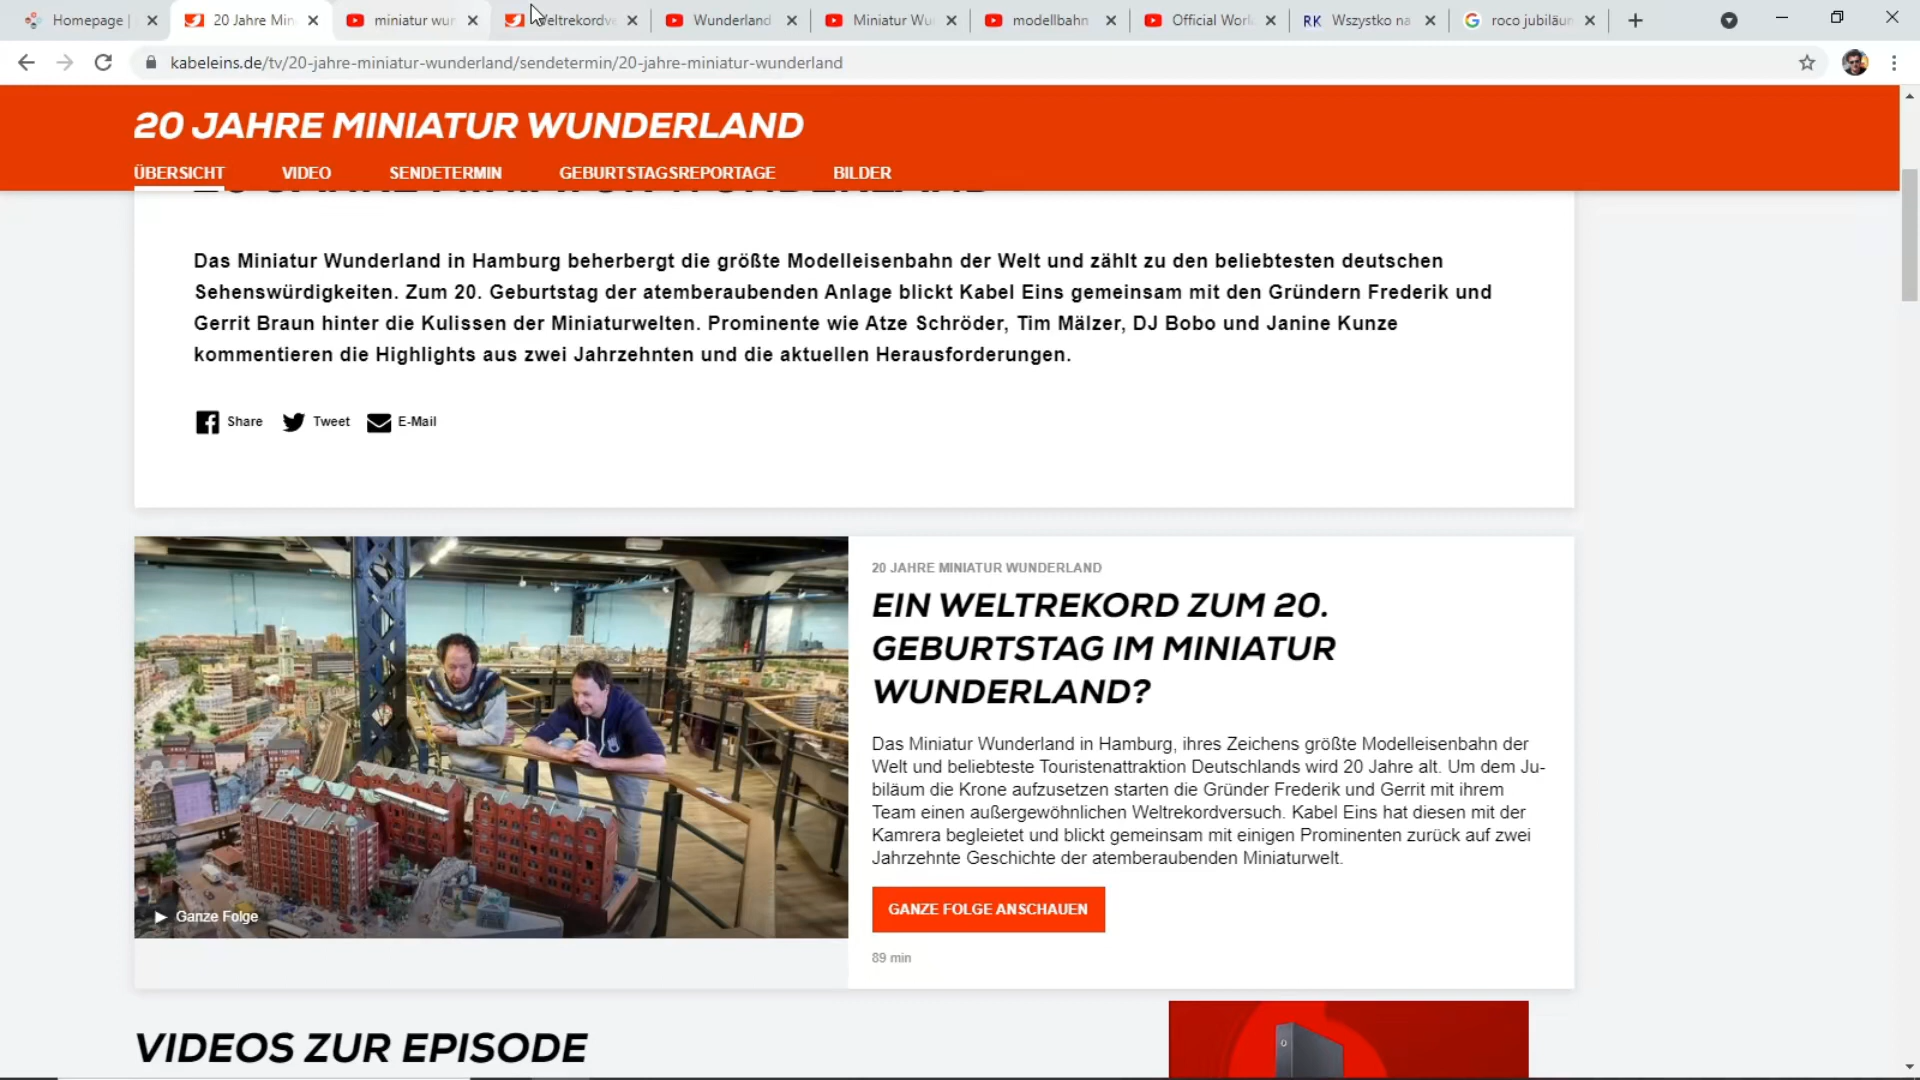 Homepage |
20 Jahre Min
miniatur wur
eltrekordve
Wunderland
Miniatur Wu
modellbahn
Official Worl
RK Wszystko na
roco jubiläum
kabeleins.de/tv/20-jahre-miniatur-wunderland/sendetermin/20-jahre-miniatur-wunderland
20 JAHRE MINIATUR WUNDERLAND
ÜBERSICHT VIDEO SENDETERMIN GEBURTSTAGSREPORTAGE BILDER
Das Miniatur Wunderland in Hamburg beherbergt die größte Modelleisenbahn der Welt und zählt zu den beliebtesten deutschen
Sehenswürdigkeiten. Zum 20. Geburtstag der atemberaubenden Anlage blickt Kabel Eins gemeinsam mit den Gründern Frederik und
Gerrit Braun hinter die Kulissen der Miniaturwelten. Prominente wie Atze Schröder, Tim Mälzer, DJ Bobo und Janine Kunze
kommentieren die Highlights aus zwei Jahrzehnten und die aktuellen Herausforderungen.
Share Tweet E-Mail
20 JAHRE MINIATUR WUNDERLAND
EIN WELTREKORD ZUM 20.
GEBURTSTAG IM MINIATUR
WUNDERLAND?
Das Miniatur Wunderland in Hamburg, ihres Zeichens größte Modelleisenbahn der
Welt und beliebteste Touristenattraktion Deutschlands wird 20 Jahre alt. Um dem Ju-
biläum die Krone aufzusetzen starten die Gründer Frederik und Gerrit mit ihrem
Team einen außergewöhnlichen Weltrekordversuch. Kabel Eins hat diesen mit der
Kamrera begleietet und blickt gemeinsam mit einigen Prominenten zurück auf zwei
Jahrzehnte Geschichte der atemberaubenden Miniaturwelt.
Ganze Folge
GANZE FOLGE ANSCHAUEN
89 min
VIDEOS ZUR EPISODE